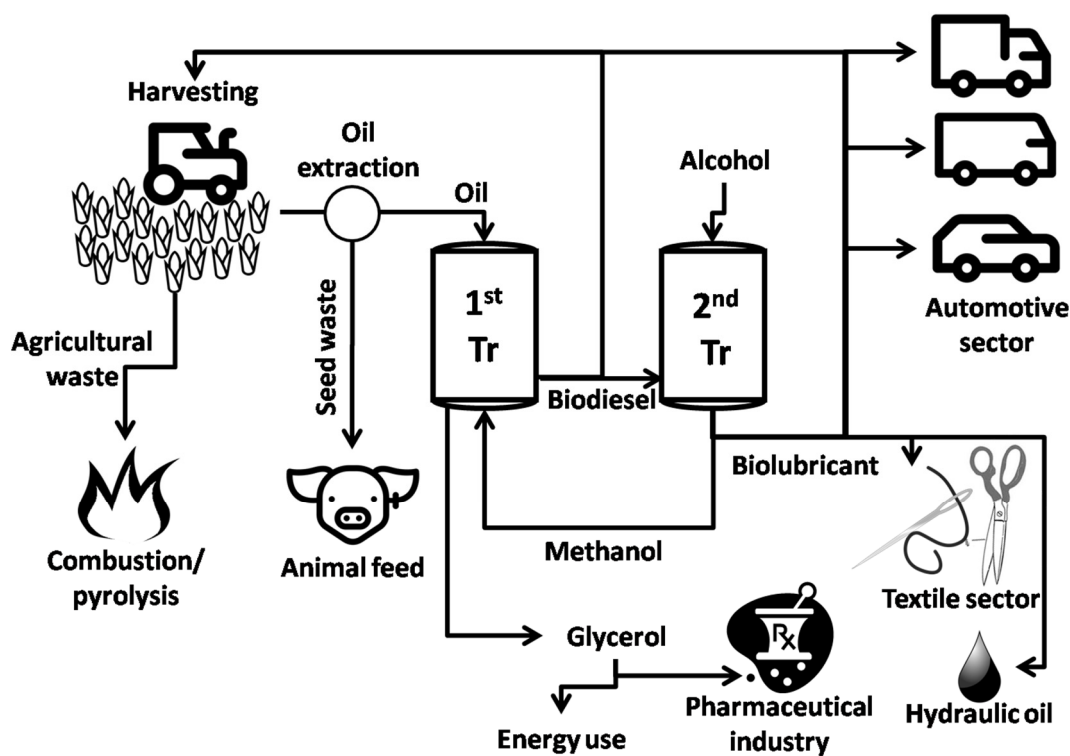 Harvesting
Oil
extraction
Oil
Alcohol
1st
Tr
2nd
Tr
Automotive
sector
Agricultural
waste
Seed waste
Biodiesel
Biolubricant
Methanol
Combustion/
pyrolysis
Animal feed
Textile sector
Glycerol
Rx
Pharmaceutical
industry
Hydraulic oil
Energy use